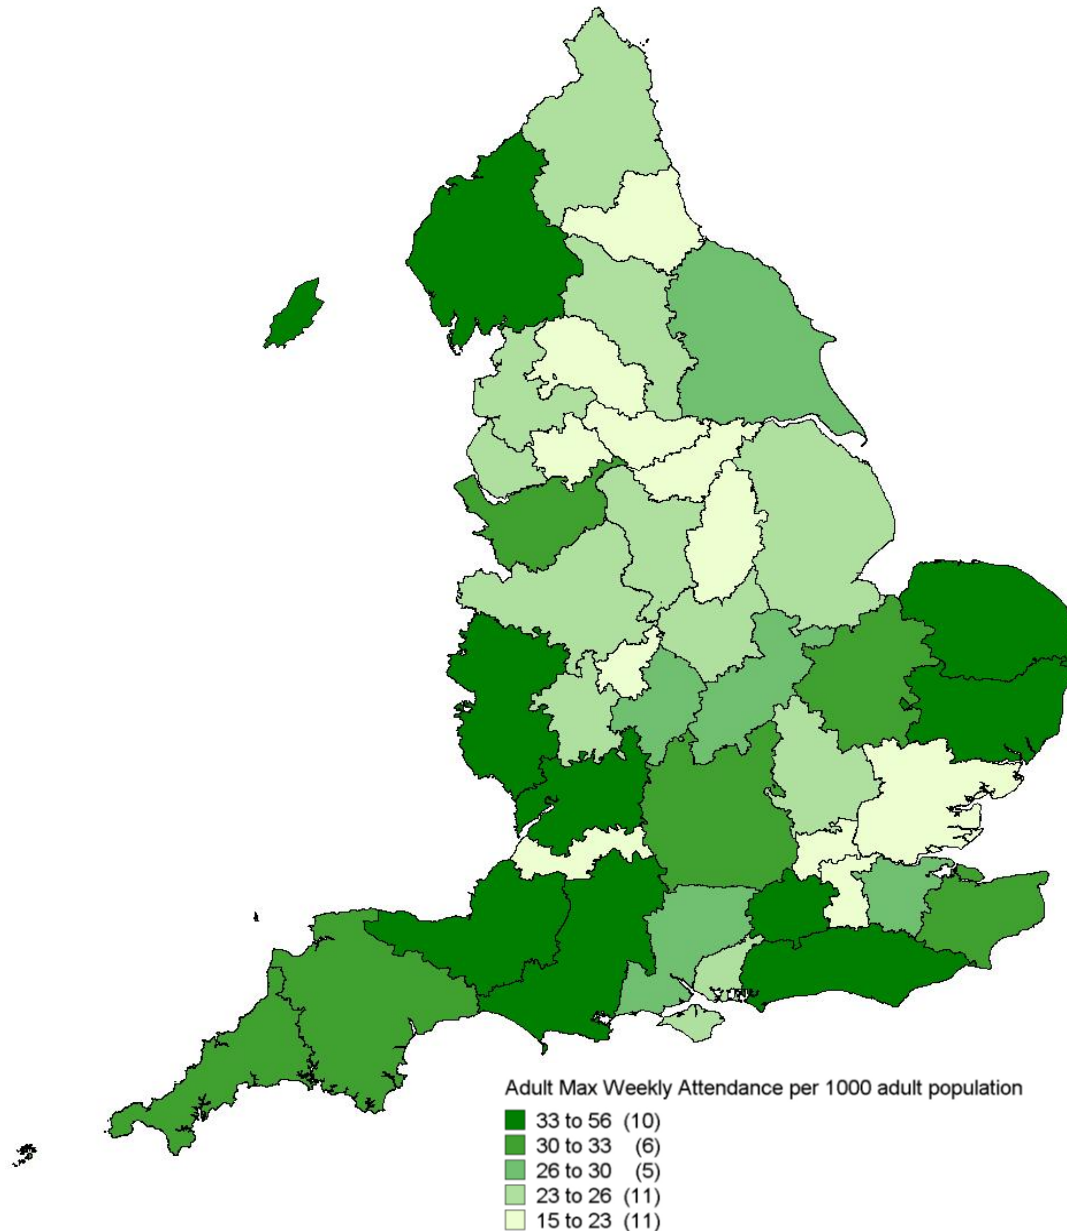 Adult Max Weekly Attendance per 1000 adult population
33 to 56 (10)
30 to 33 (6)
26 to 30 (5)
23 to 26 (11)
15 to 23 (11)